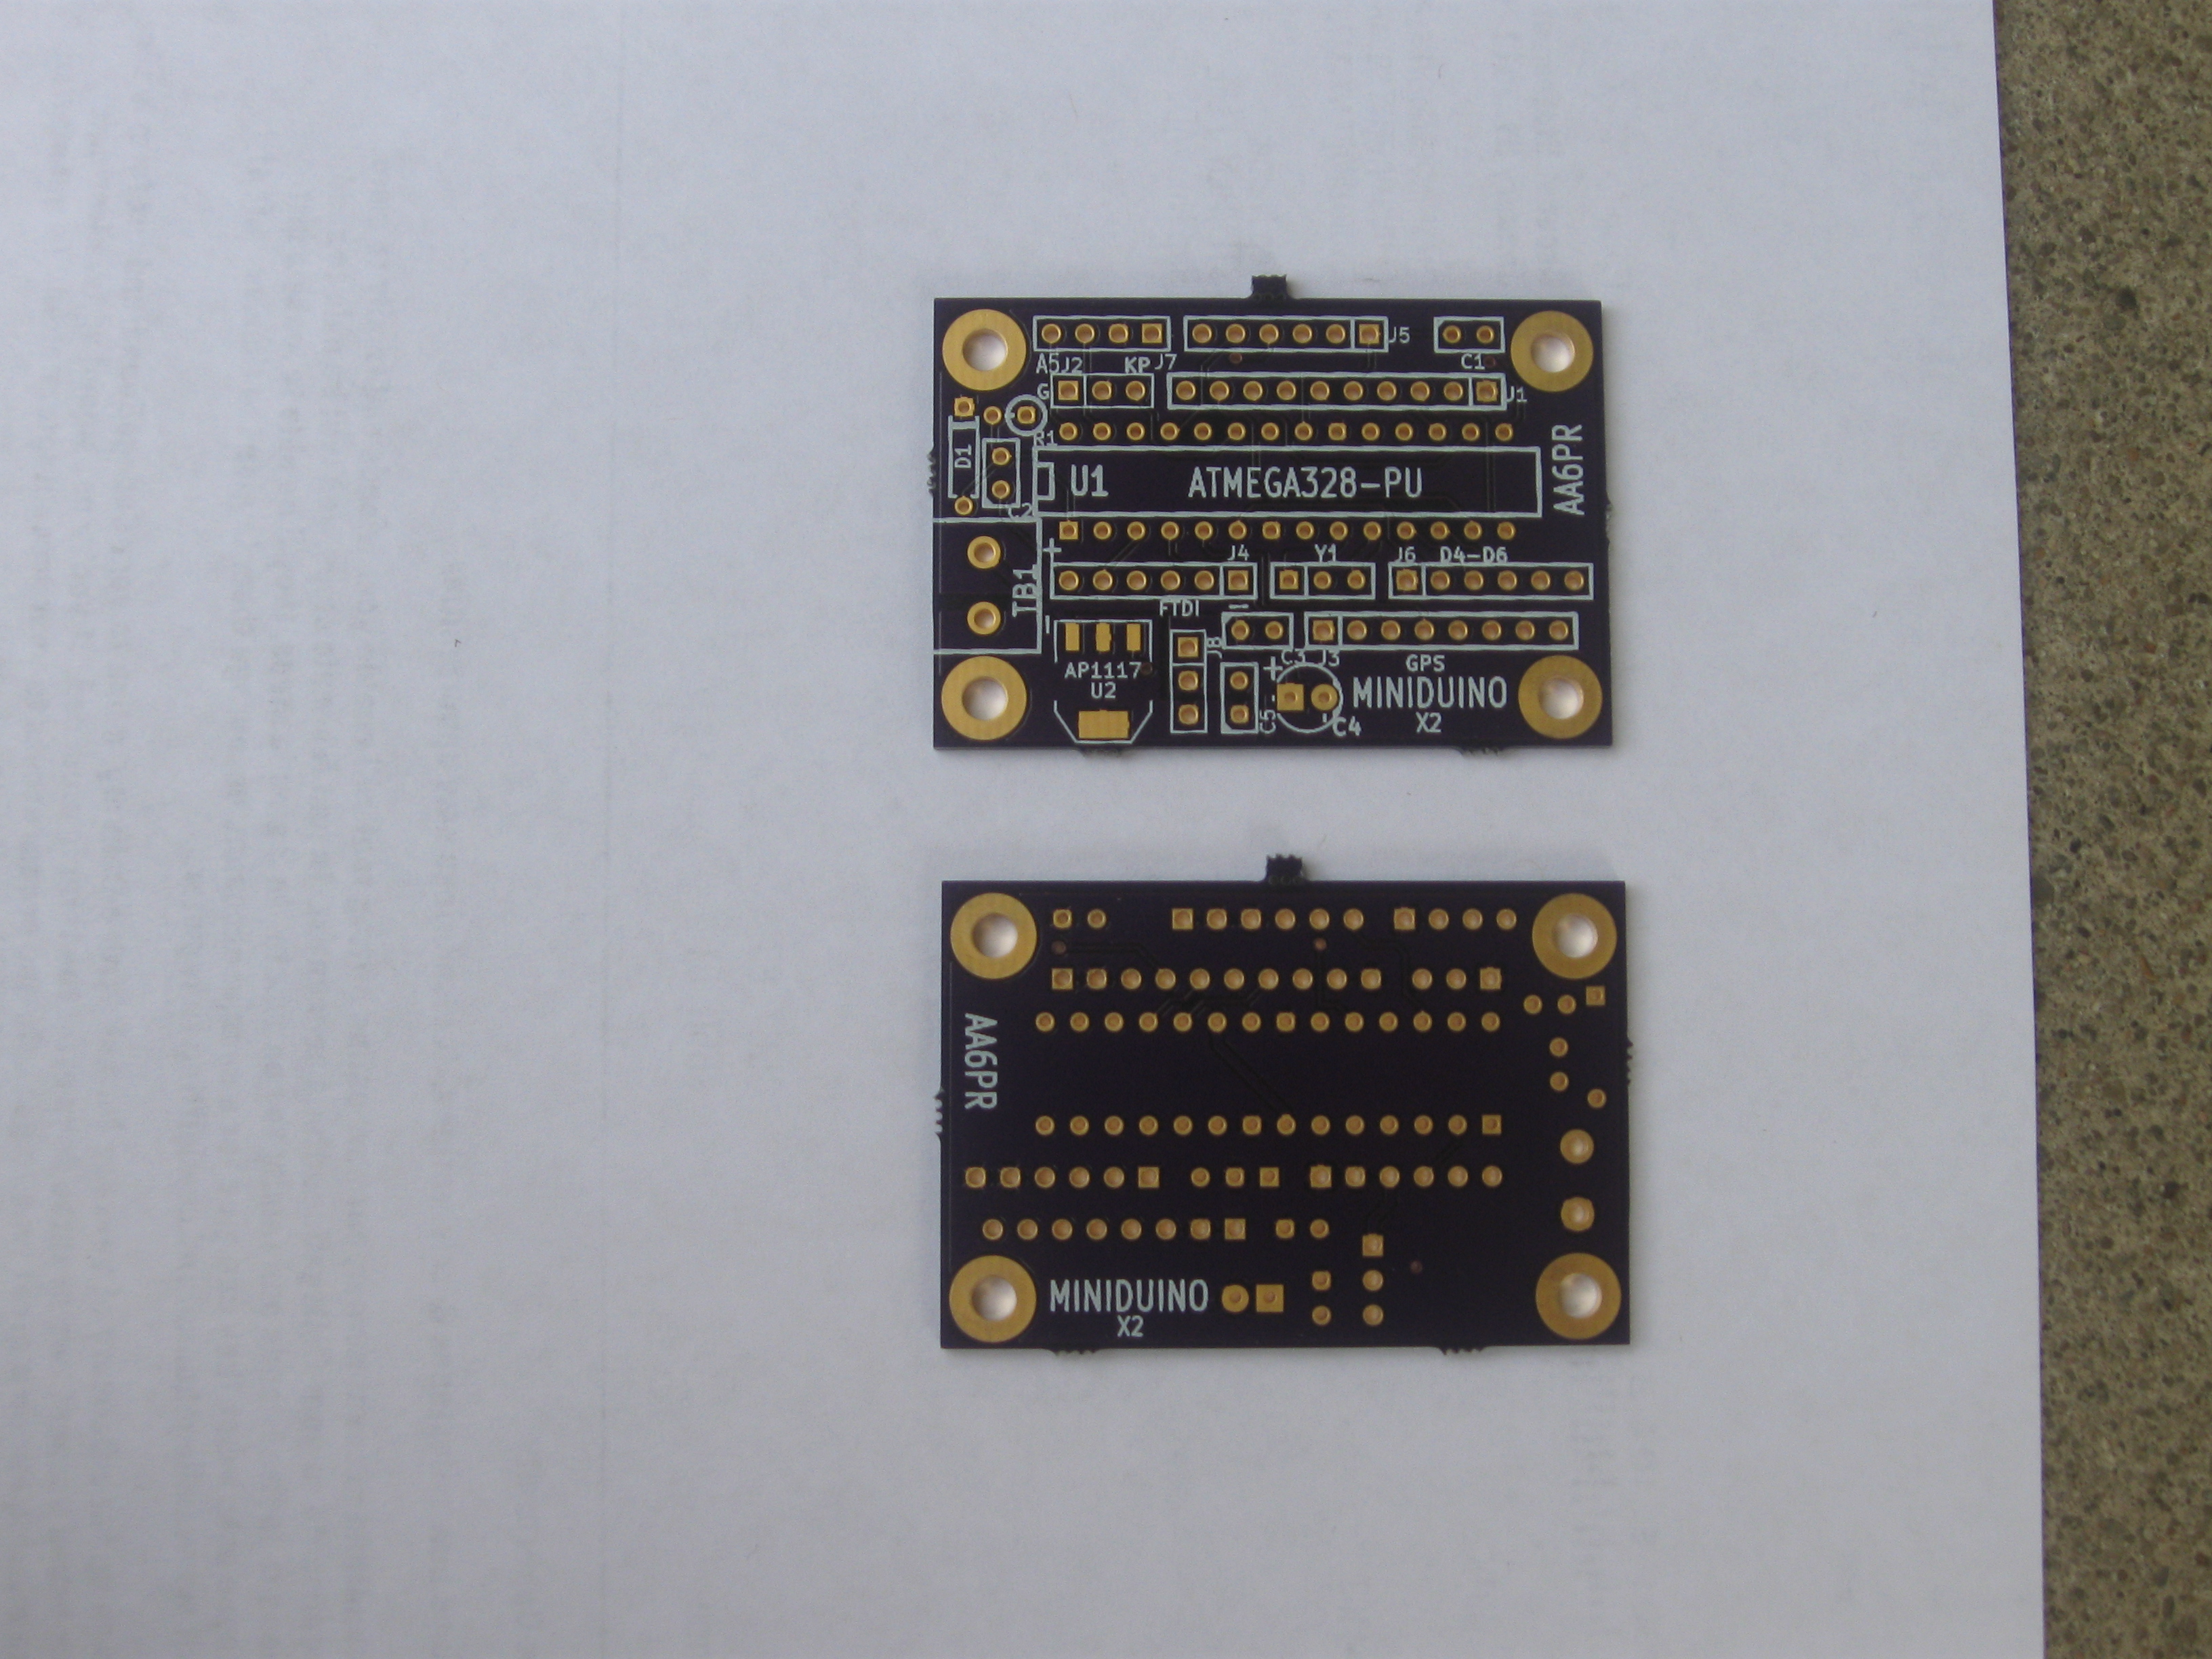 J5
C1
A5 J2 KP J7
G
J1
R1
D1
U1 ATMEGA328-PU
AA6PR
C2
+
J4 Y1 J6 D4-D6
TB1
FTDI
-
J8
C3 J3
GPS
AP1117
U2
+
MINIDUINO
X2
C5
-
C4
AA6PR
MINIDUINO
X2